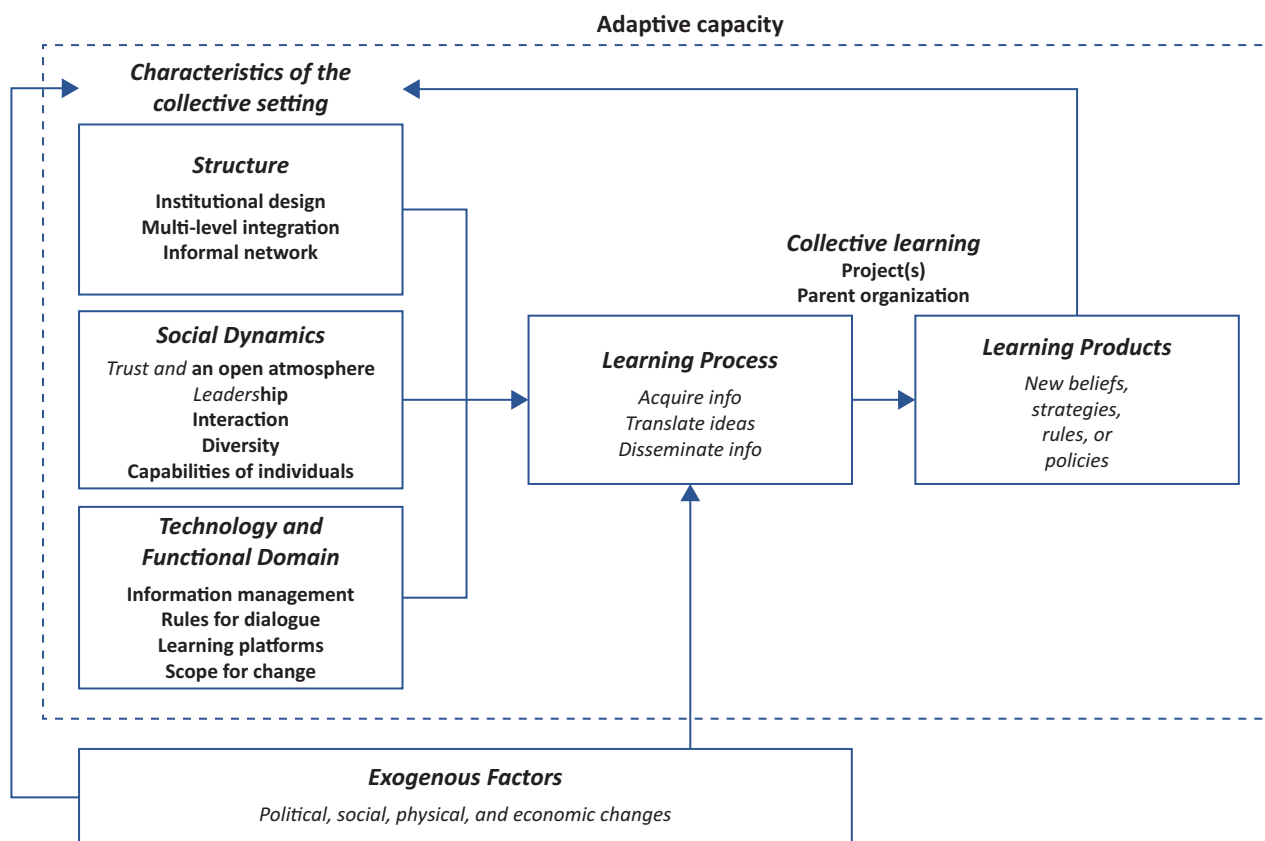 Adaptive capacity
Characteristics of the
collective setting
Structure
Institutional design
Multi-level integration
Informal network
Social Dynamics
Trust and an open atmosphere
Leadership
Interaction
Diversity
Capabilities of individuals
Technology and
Functional Domain
Information management
Rules for dialogue
Learning platforms
Scope for change
Learning Process
Acquire info
Translate ideas
Disseminate info
Collective learning
Project(s)
Parent organization
Learning Products
New beliefs,
strategies,
rules, or
policies
Exogenous Factors
Political, social, physical, and economic changes